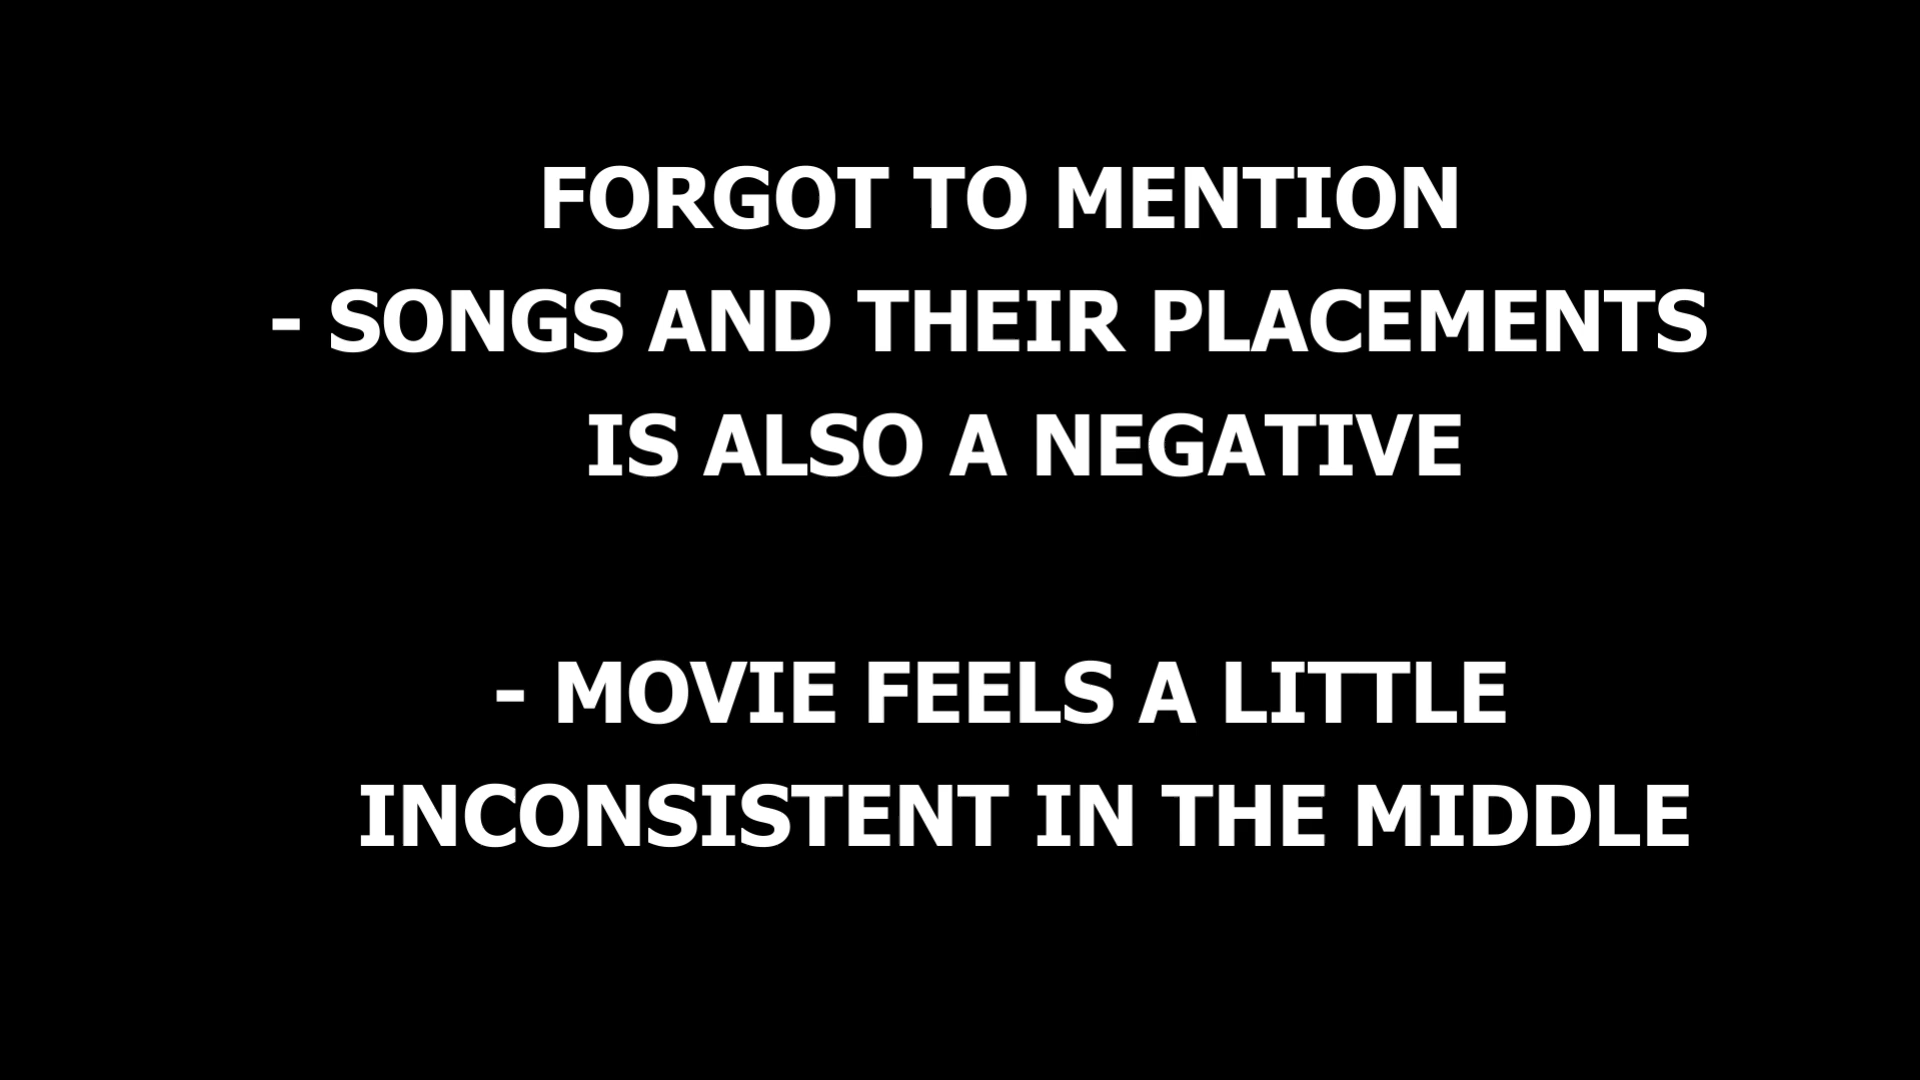 FORGOT TO MENTION
- SONGS AND THEIR PLACEMENTS
IS ALSO A NEGATIVE
- MOVIE FEELS A LITTLE
INCONSISTENT IN THE MIDDLE